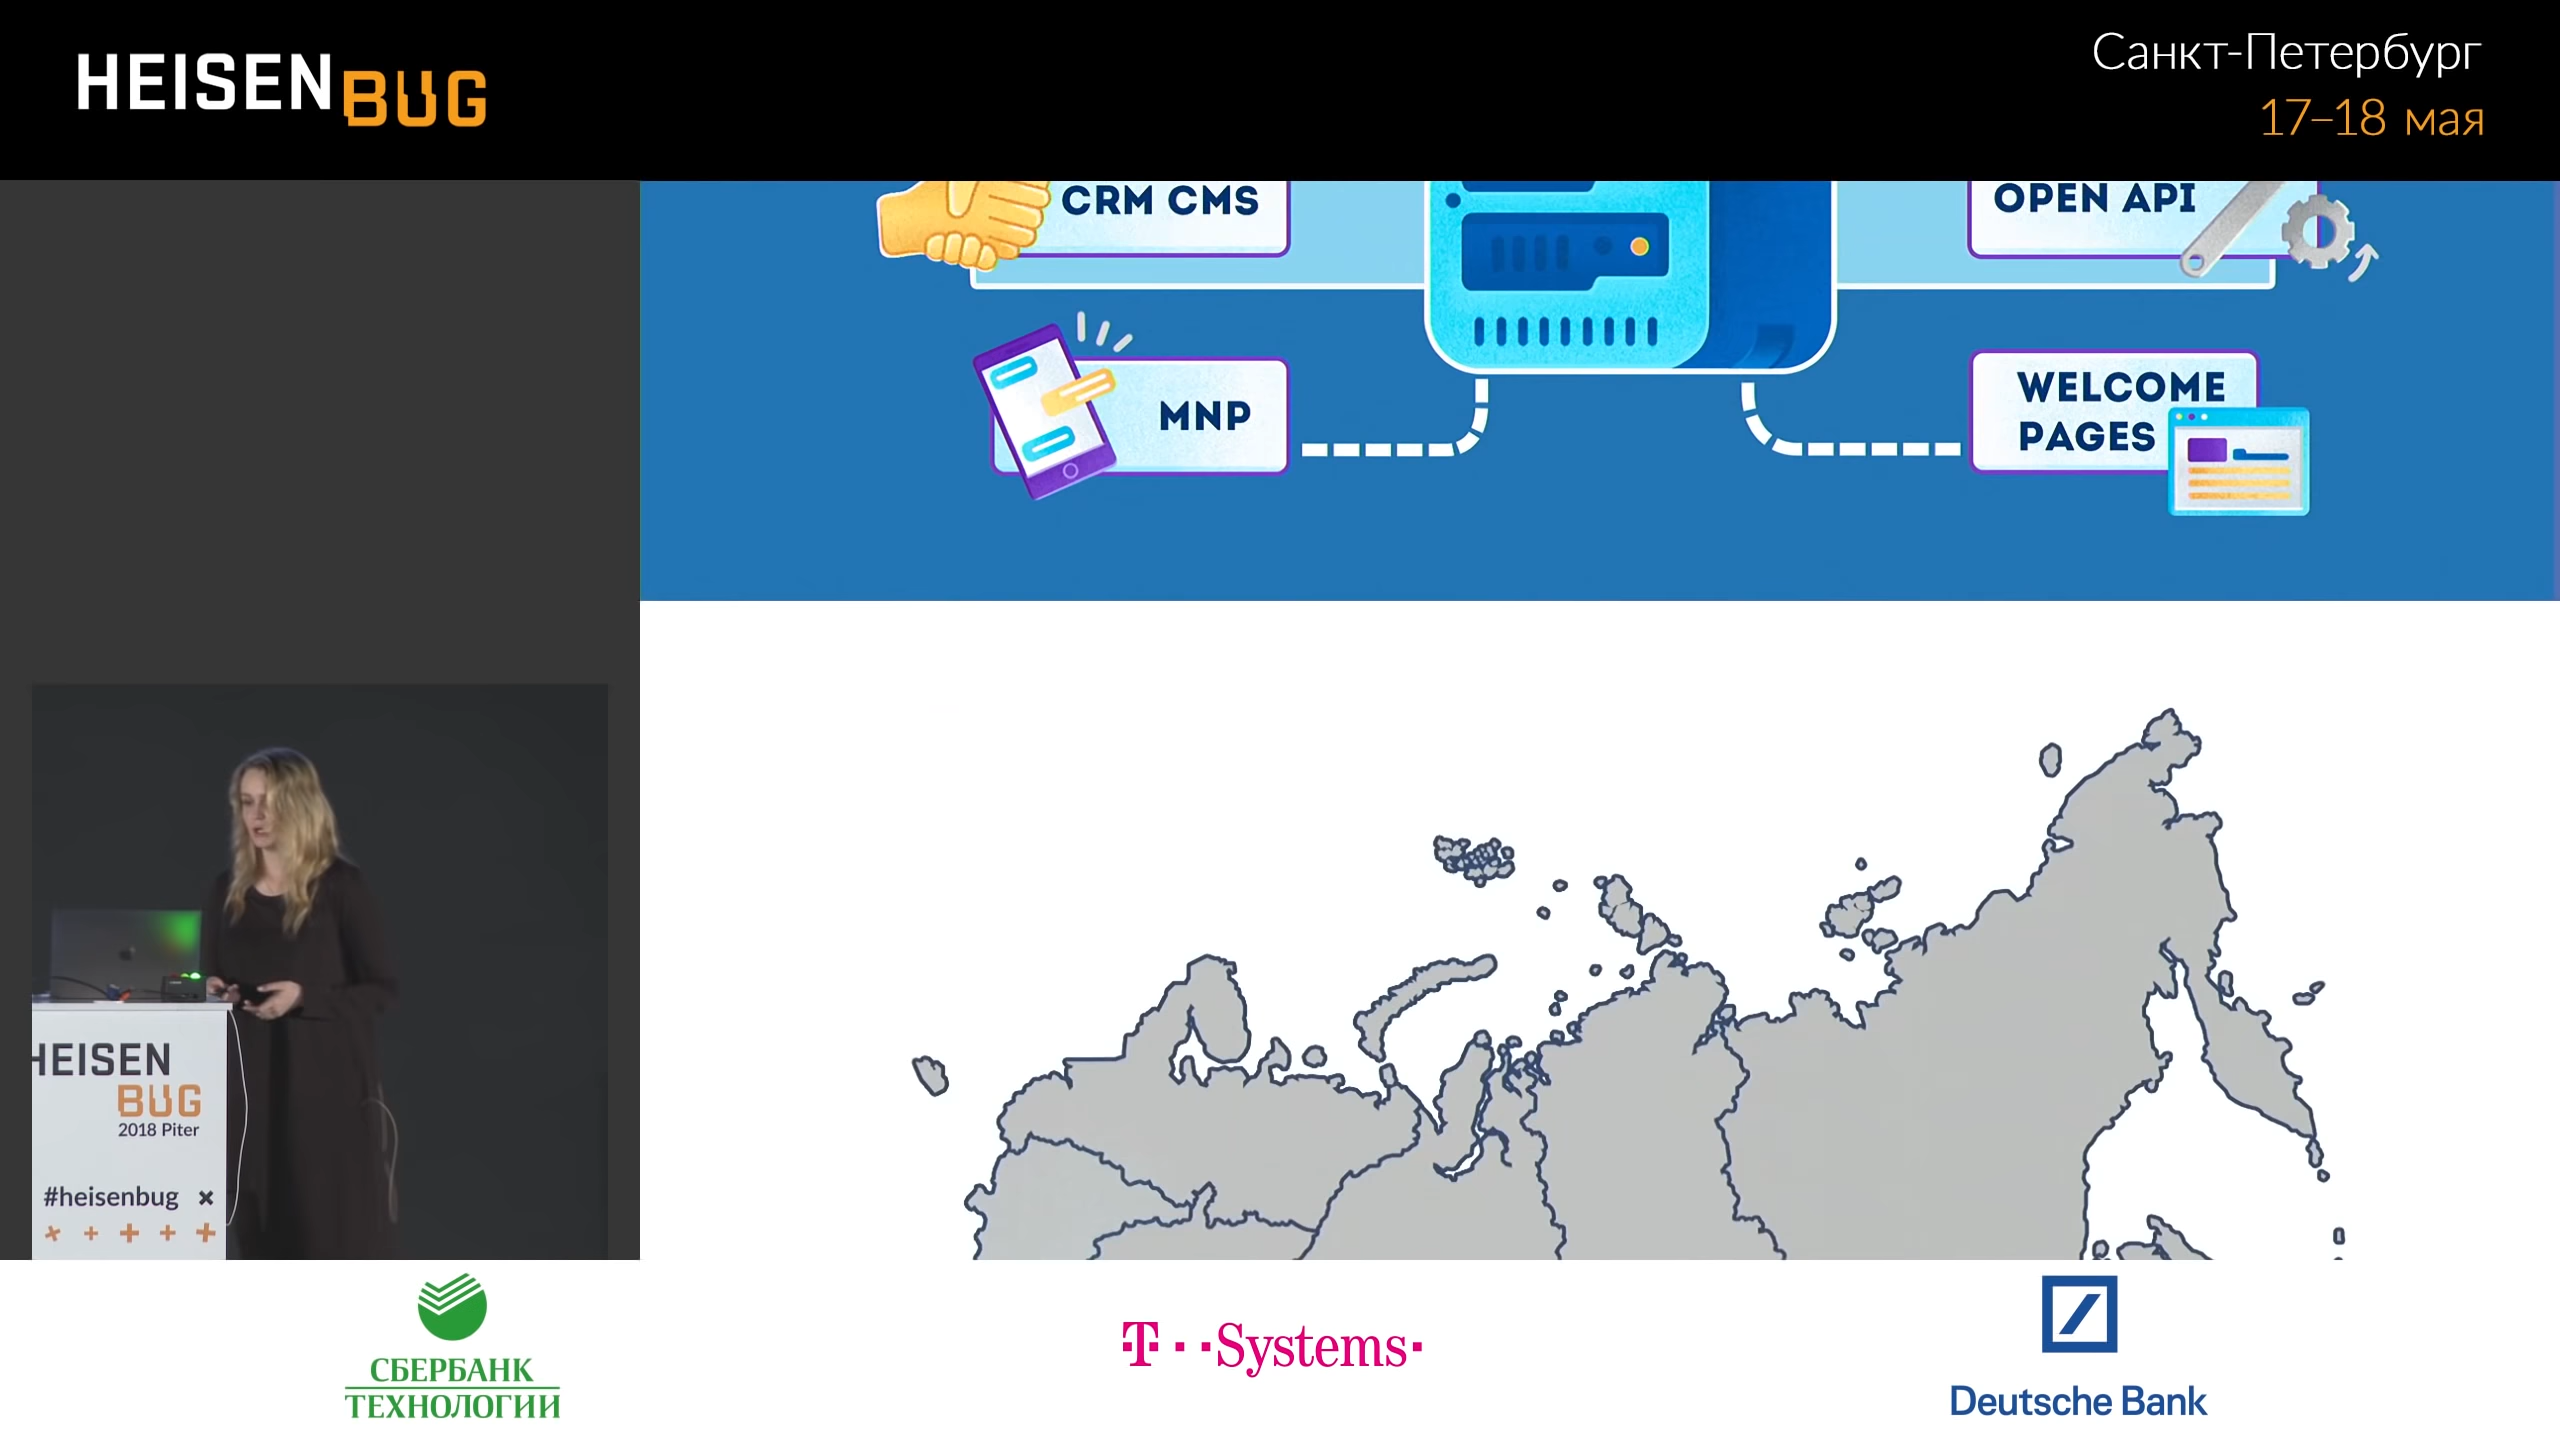 HEISENBUG
Санкт-Петербург
17–18 мая
CRM CMS
OPEN API
MNP
WELCOME
PAGES
HEISEN
BUG
2018 Piter
#heisenbug
СБЕРБАНК
ТЕХНОЛОГИИ
T··Systems·
Deutsche Bank